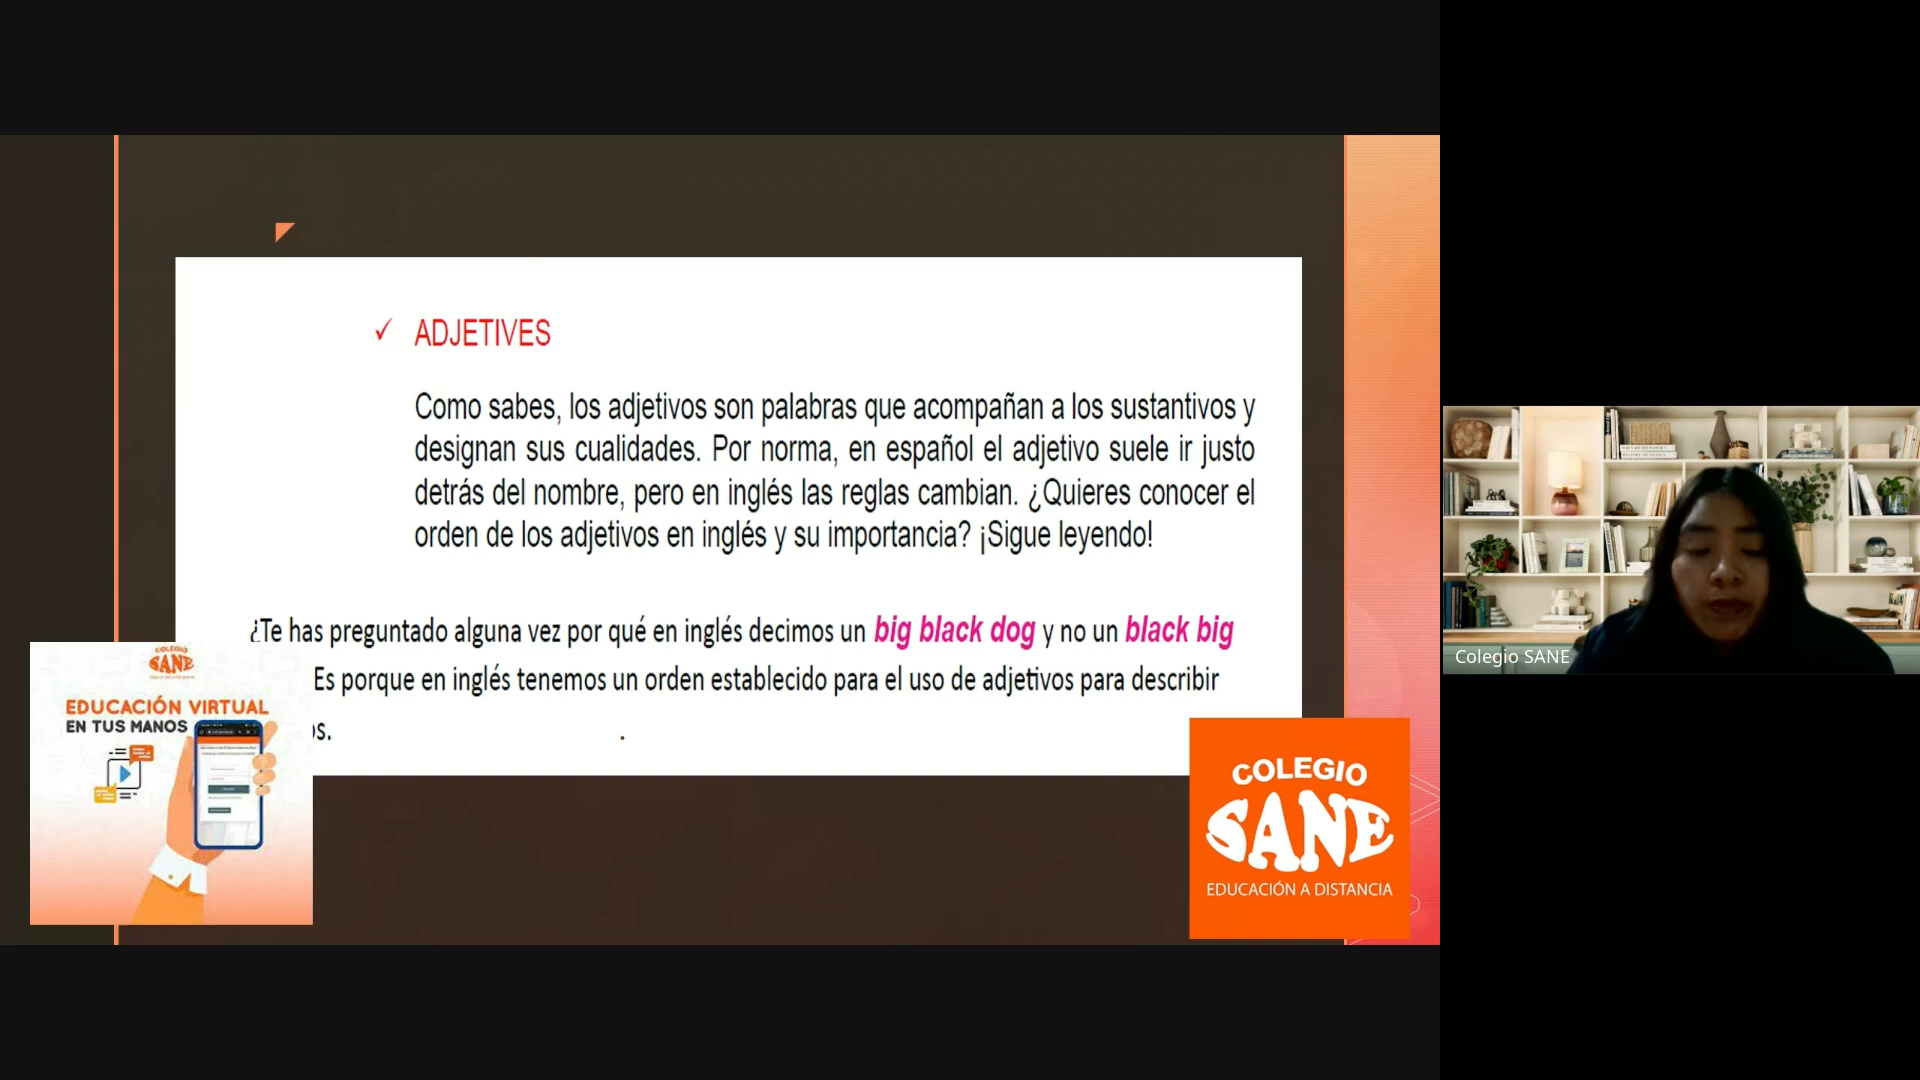 ADJETIVES
Como sabes, los adjetivos son palabras que acompañan a los sustantivos y
designan sus cualidades. Por norma, en español el adjetivo suele ir justo
detrás del nombre, pero en inglés las reglas cambian. ¿Quieres conocer el
orden de los adjetivos en inglés y su importancia? ¡Sigue leyendo!
¿Te has preguntado alguna vez por qué en inglés decimos un big black dog y no un black big
Es porque en inglés tenemos un orden establecido para el uso de adjetivos para describir
os.
COLEGIO
SANE
EDUCACIÓN VIRTUAL
EN TUS MANOS
COLEGIO
SANE
EDUCACIÓN A DISTANCIA
Colegio SANE